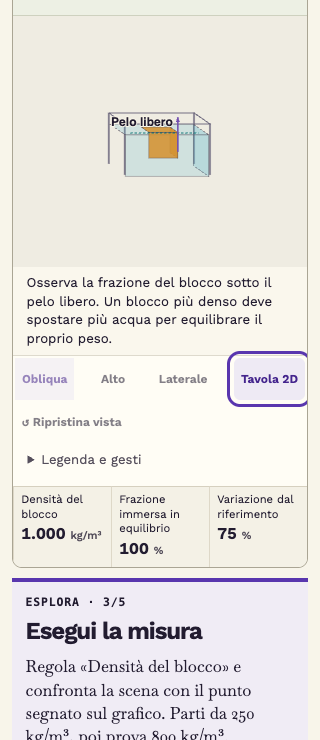 Pelo libero
Osserva la frazione del blocco sotto il
pelo libero. Un blocco più denso deve
spostare più acqua per equilibrare il
proprio peso.
Obliqua Alto Laterale Tavola 2D
↺ Ripristina vista
▶ Legenda e gesti
Densità del
blocco
1.000 kg/m³
Frazione
immersa in
equilibrio
100 %
Variazione dal
riferimento
75 %
ESPLORA · 3/5
Esegui la misura
Regola «Densità del blocco» e
confronta la scena con il punto
segnato sul grafico. Parti da 250
kg/m³, poi prova 800 kg/m³